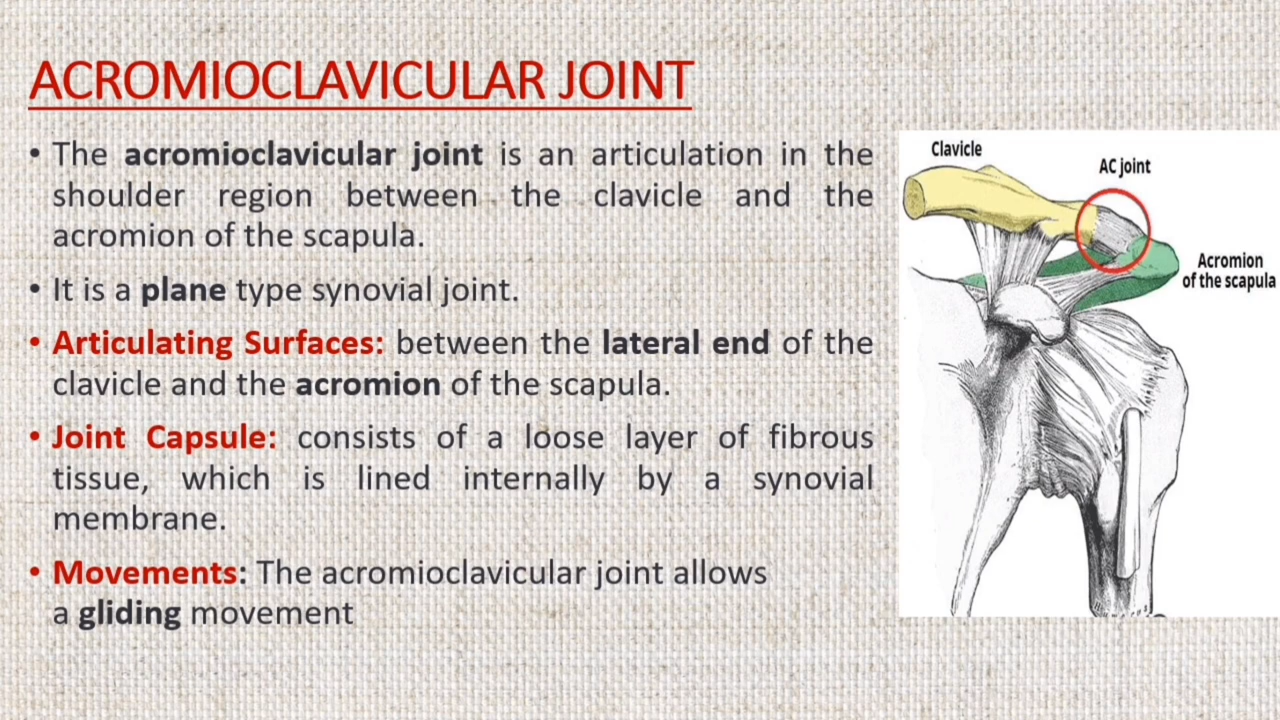 ACROMIOCLAVICULAR JOINT
• The acromioclavicular joint is an articulation in the
shoulder region between the clavicle and the
acromion of the scapula.
• It is a plane type synovial joint.
• Articulating Surfaces: between the lateral end of the
clavicle and the acromion of the scapula.
• Joint Capsule: consists of a loose layer of fibrous
tissue, which is lined internally by a synovial
membrane.
• Movements: The acromioclavicular joint allows
a gliding movement
Clavicle
AC joint
Acromion
of the scapula